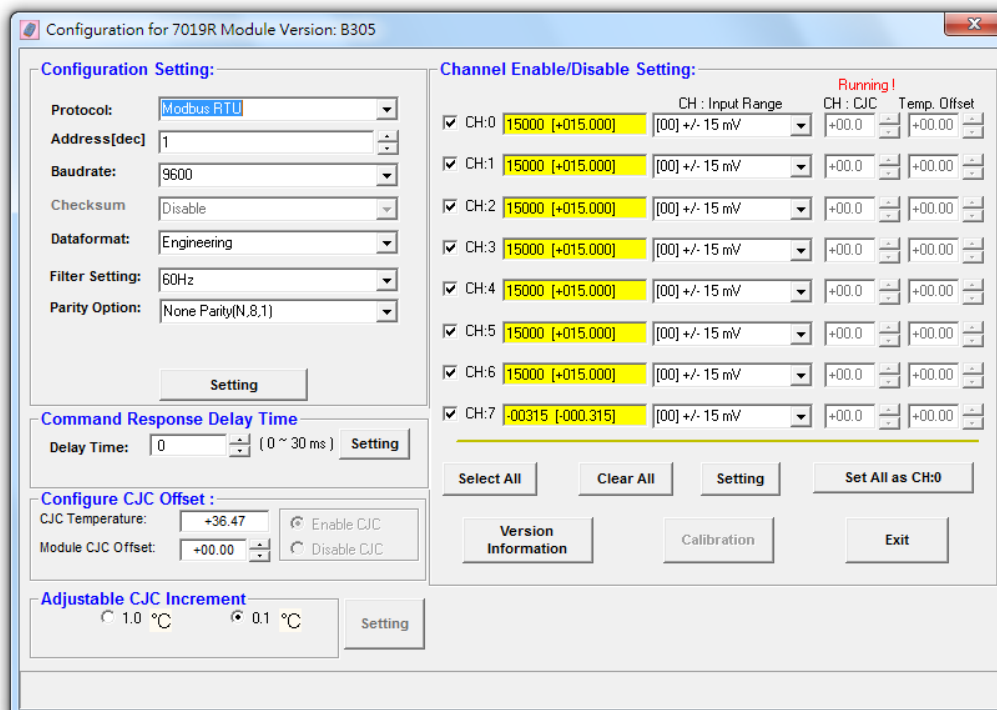 Configuration for 7019R Module Version: B305
Configuration Setting:
Protocol: Modbus RTU
Address[dec] 1
Baudrate: 9600
Checksum Disable
Dataformat: Engineering
Filter Setting: 60Hz
Parity Option: None Parity(N,8,1)
Setting
Command Response Delay Time
Delay Time: 0 ( 0 ~ 30 ms ) Setting
Configure CJC Offset :
CJC Temperature: +36.47 Enable CJC
Module CJC Offset: +00.00 Disable CJC
Adjustable CJC Increment
1.0 °C 0.1 °C Setting
Channel Enable/Disable Setting:
Running !
CH : Input Range CH : CJC Temp. Offset
CH:0 15000 [+015.000] [00] +/- 15 mV +00.0 +00.00
CH:1 15000 [+015.000] [00] +/- 15 mV +00.0 +00.00
CH:2 15000 [+015.000] [00] +/- 15 mV +00.0 +00.00
CH:3 15000 [+015.000] [00] +/- 15 mV +00.0 +00.00
CH:4 15000 [+015.000] [00] +/- 15 mV +00.0 +00.00
CH:5 15000 [+015.000] [00] +/- 15 mV +00.0 +00.00
CH:6 15000 [+015.000] [00] +/- 15 mV +00.0 +00.00
CH:7 -00315 [-000.315] [00] +/- 15 mV +00.0 +00.00
Select All Clear All Setting Set All as CH:0
Version Information Calibration Exit